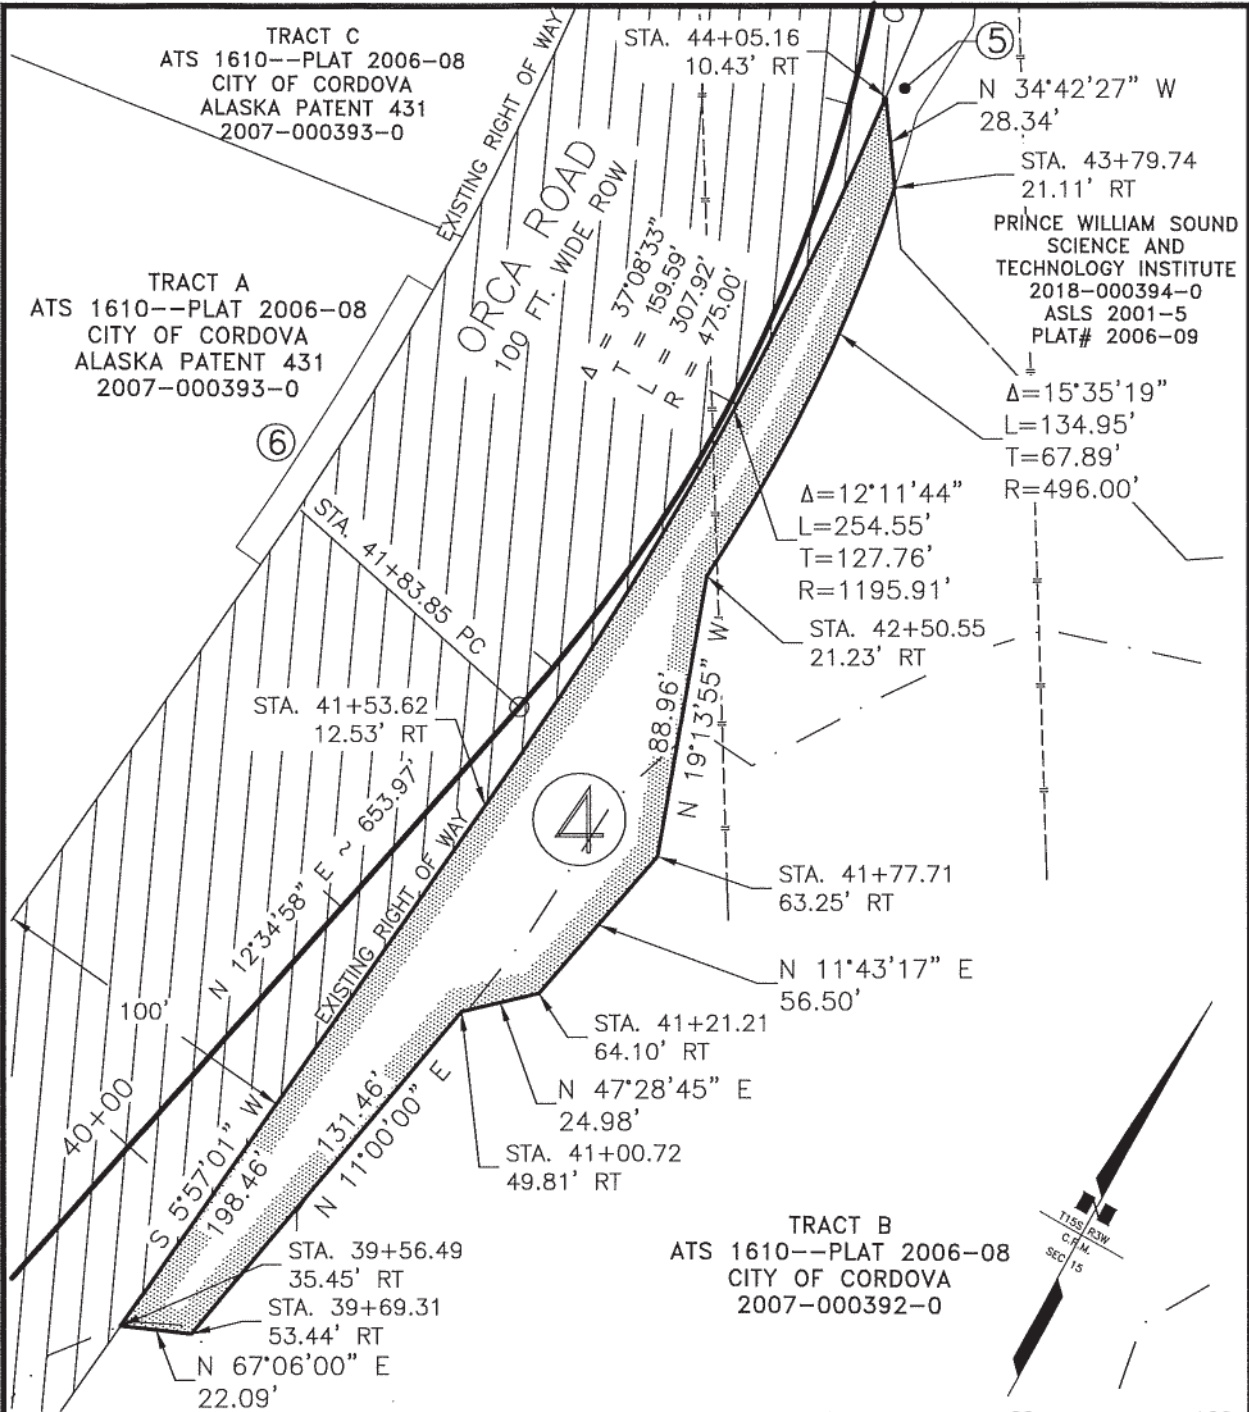 TRACT C
ATS 1610--PLAT 2006-08
CITY OF CORDOVA
ALASKA PATENT 431
2007-000393-0
EXISTING RIGHT OF WAY
STA. 44+05.16
10.43' RT
5
N 34°42'27" W
28.34'
STA. 43+79.74
21.11' RT
PRINCE WILLIAM SOUND
SCIENCE AND
TECHNOLOGY INSTITUTE
2018-000394-0
ASLS 2001-5
PLAT# 2006-09
ORCA ROAD
100 FT. WIDE ROW
Δ = 37°08'33"
T = 159.59'
L = 307.92'
R = 475.00'
TRACT A
ATS 1610--PLAT 2006-08
CITY OF CORDOVA
ALASKA PATENT 431
2007-000393-0
6
Δ=15°35'19"
L=134.95'
T=67.89'
R=496.00'
Δ=12°11'44"
L=254.55'
T=127.76'
R=1195.91'
STA. 41+83.85 PC
STA. 42+50.55
21.23' RT
STA. 41+53.62
12.53' RT
88.96'
N 19°13'55" W
4
N 12°34'58" E ~ 653.97'
EXISTING RIGHT OF WAY
STA. 41+77.71
63.25' RT
N 11°43'17" E
56.50'
100'
STA. 41+21.21
64.10' RT
N 47°28'45" E
24.98'
40+00
131.46'
N 11°00'00" E
STA. 41+00.72
49.81' RT
S 5°57'01" W
198.46'
STA. 39+56.49
35.45' RT
STA. 39+69.31
53.44' RT
N 67°06'00" E
22.09'
TRACT B
ATS 1610--PLAT 2006-08
CITY OF CORDOVA
2007-000392-0
N
T15S R3W
C.R.M.
SEC 15